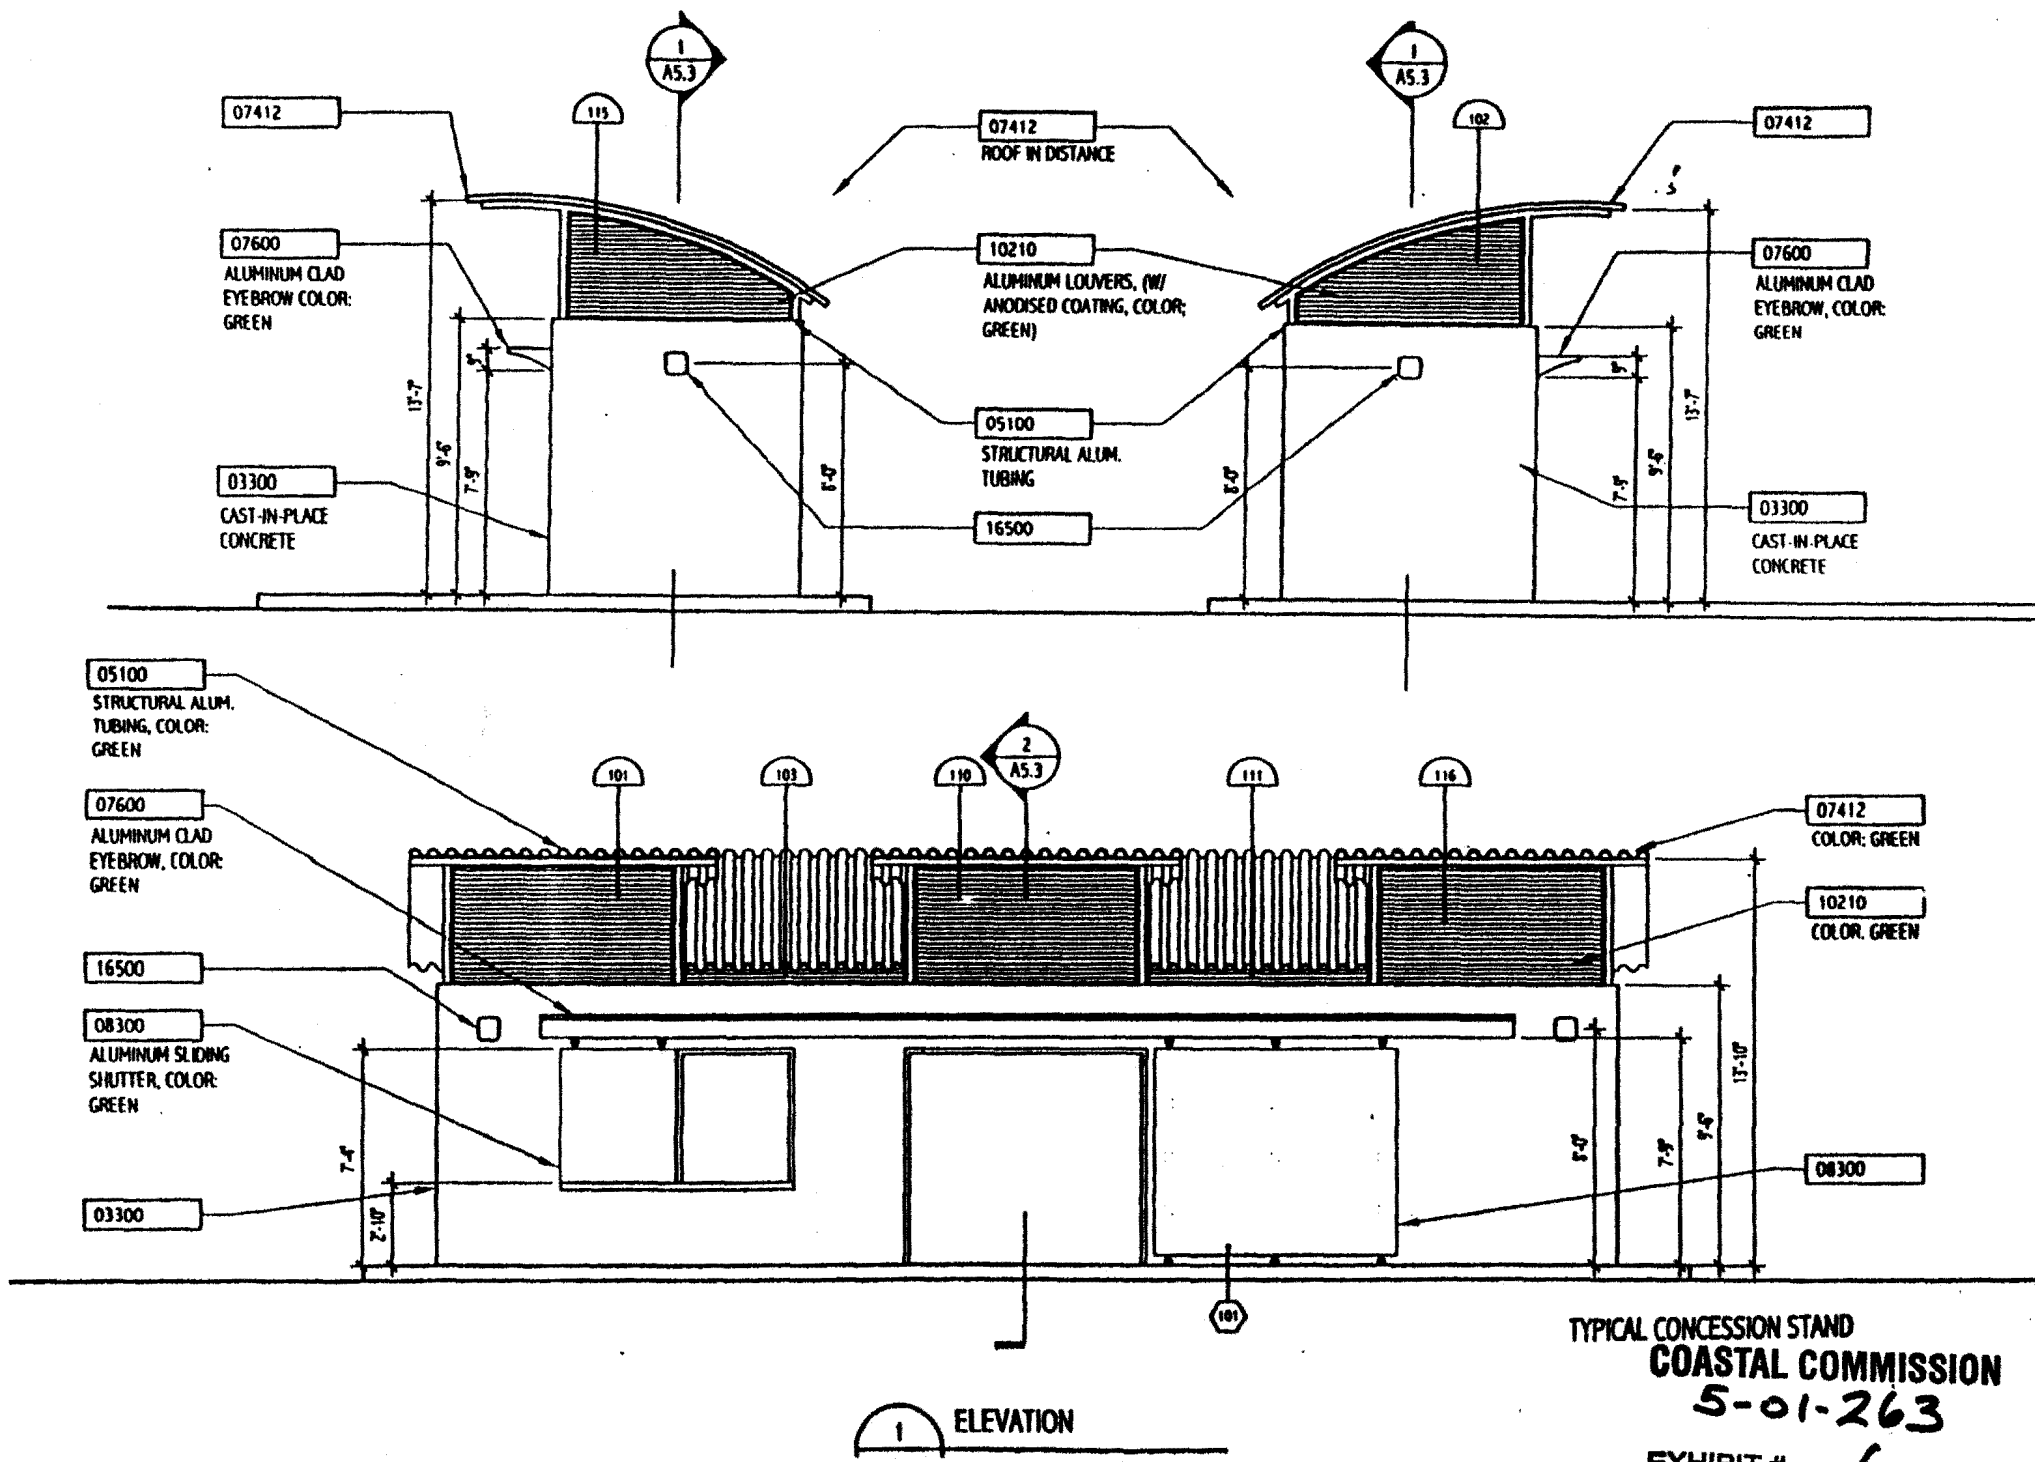 1
A5.3
1
A5.3
07412
115
07412
ROOF IN DISTANCE
102
07412
07600
ALUMINUM CLAD
EYEBROW COLOR:
GREEN
10210
ALUMINUM LOUVERS, (W/
ANODISED COATING, COLOR;
GREEN)
07600
ALUMINUM CLAD
EYEBROW, COLOR:
GREEN
13'-7"
9'-6"
7'-9"
9"
8'-0"
05100
STRUCTURAL ALUM.
TUBING
8'-0"
9"
7'-9"
9'-6"
13'-7"
03300
CAST-IN-PLACE
CONCRETE
16500
03300
CAST-IN-PLACE
CONCRETE
05100
STRUCTURAL ALUM.
TUBING, COLOR:
GREEN
101
103
110
2
A5.3
111
116
07600
ALUMINUM CLAD
EYEBROW, COLOR:
GREEN
07412
COLOR: GREEN
10210
COLOR. GREEN
16500
08300
ALUMINUM SLIDING
SHUTTER, COLOR:
GREEN
03300
2'-10"
8'-0"
7'-9"
9'-6"
13'-10"
08300
101
TYPICAL CONCESSION STAND
COASTAL COMMISSION
5-01-263
EXHIBIT #
1
ELEVATION